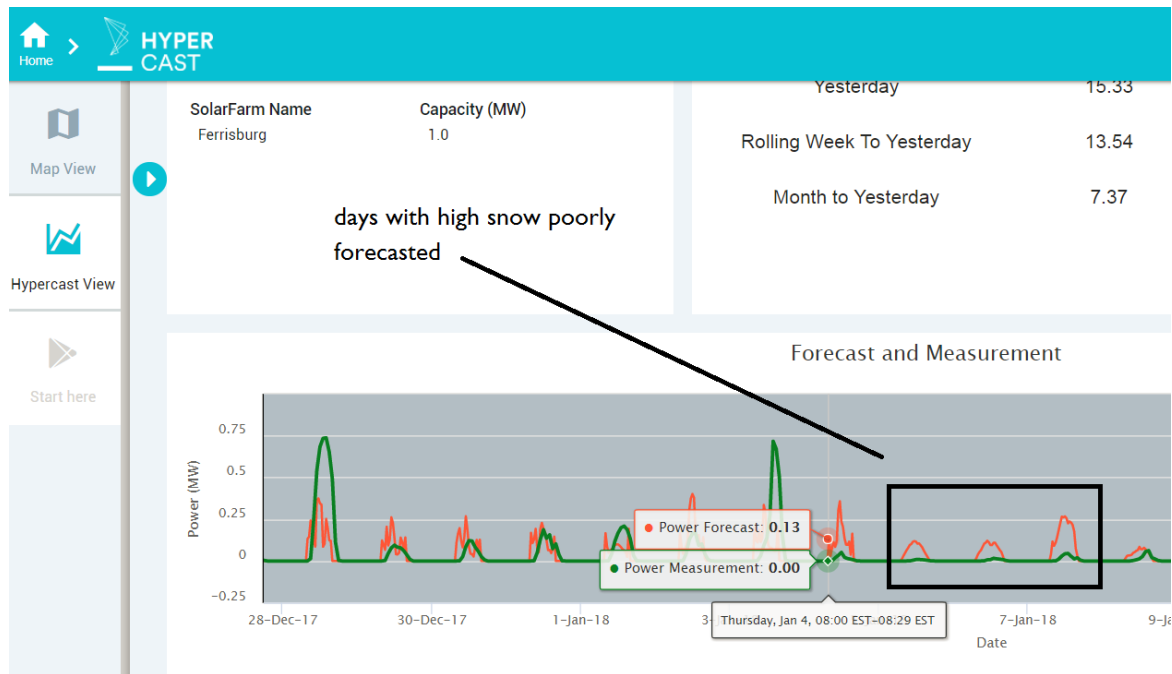 Home
HYPER
CAST
Map View
Hypercast View
Start here
SolarFarm Name Capacity (MW)
Ferrisburg 1.0
Yesterday 15.33
Rolling Week To Yesterday 13.54
Month to Yesterday 7.37
days with high snow poorly
forecasted
Forecast and Measurement
Power (MW)
0.75
0.5
0.25
0
-0.25
Power Forecast: 0.13
Power Measurement: 0.00
Thursday, Jan 4, 08:00 EST-08:29 EST
28-Dec-17 30-Dec-17 1-Jan-18 7-Jan-18
Date